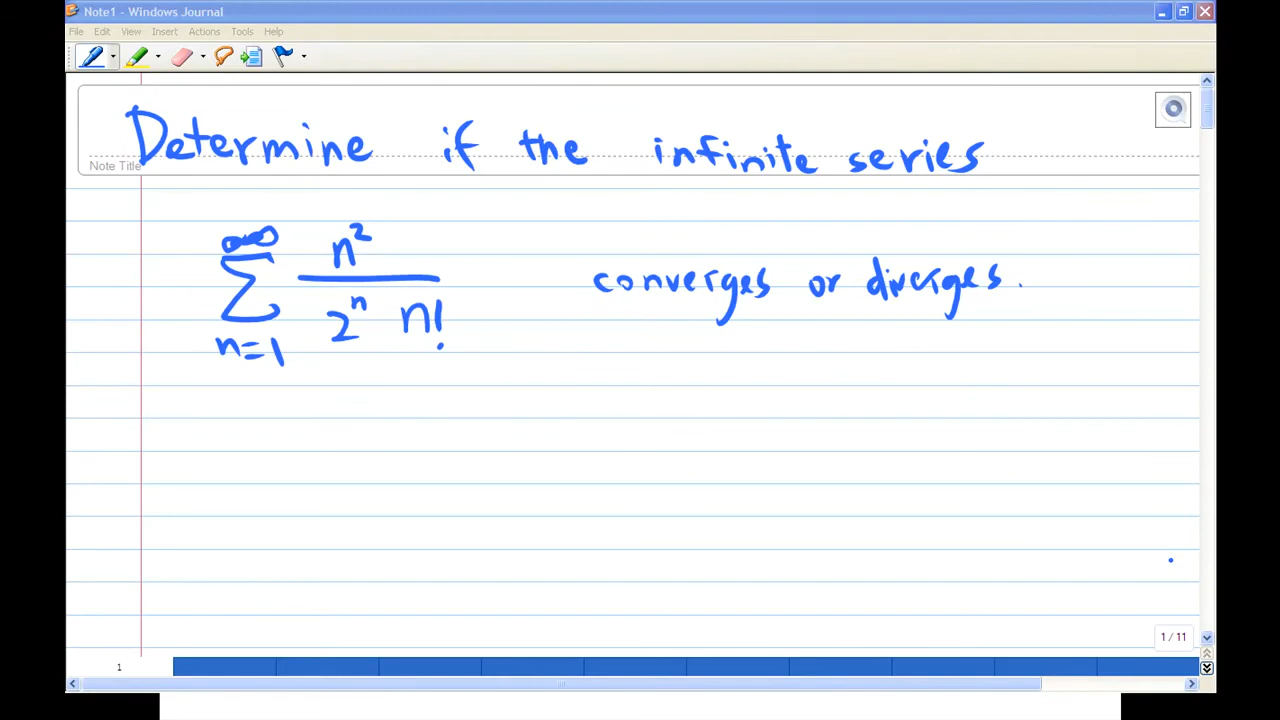 Note1 - Windows Journal
File Edit View Insert Actions Tools Help
Determine if the infinite series
Note Title
∞
∑ n² / 2ⁿ n! converges or diverges.
n=1
1 / 11
1